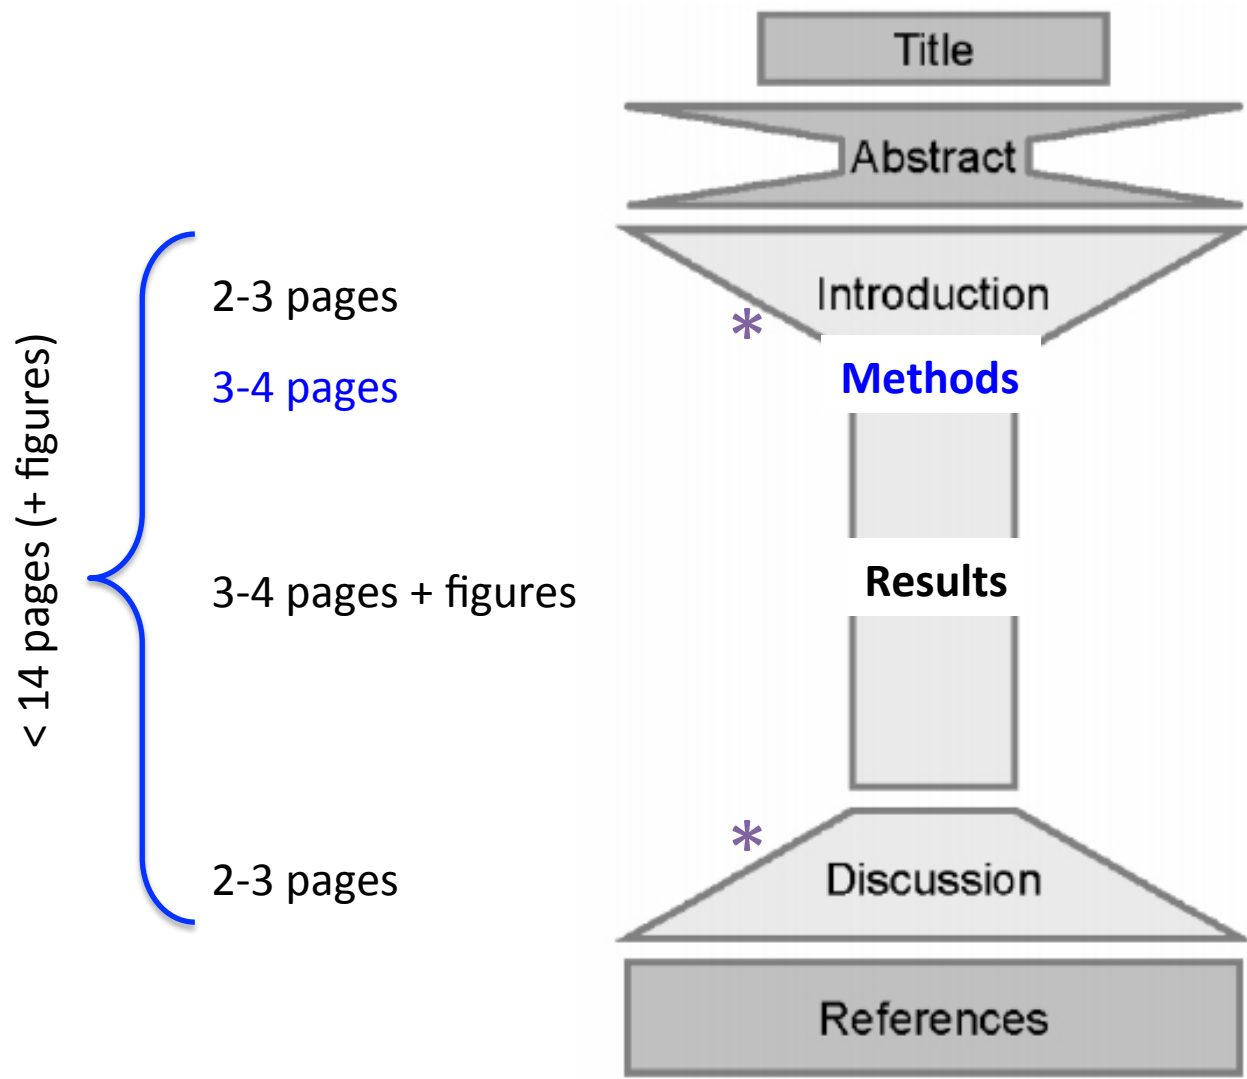 Title
Abstract
Introduction
2-3 pages
*
Methods
3-4 pages
< 14 pages (+ figures)
Results
3-4 pages + figures
*
Discussion
2-3 pages
References